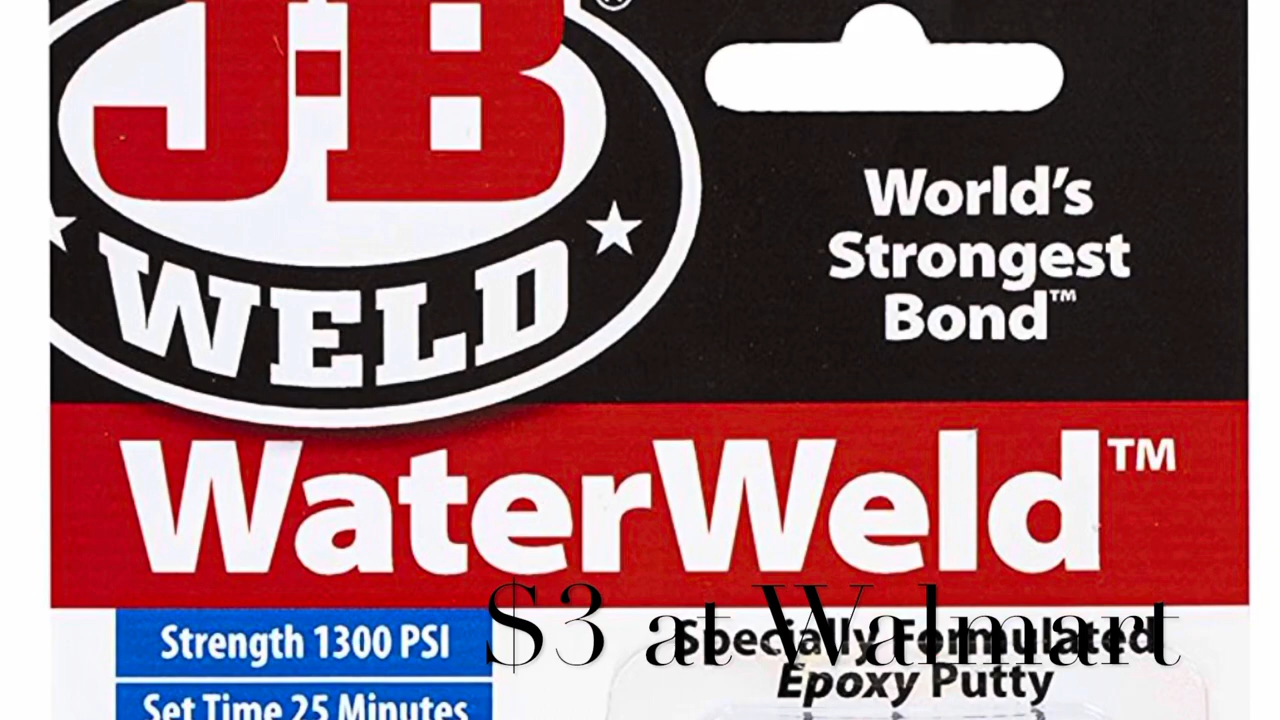 J-B
®
WELD
World's
Strongest
Bond™
WaterWeld™
$3 at Walmart
Strength 1300 PSI
Specially Formulated
Epoxy Putty
Set Time 25 Minutes